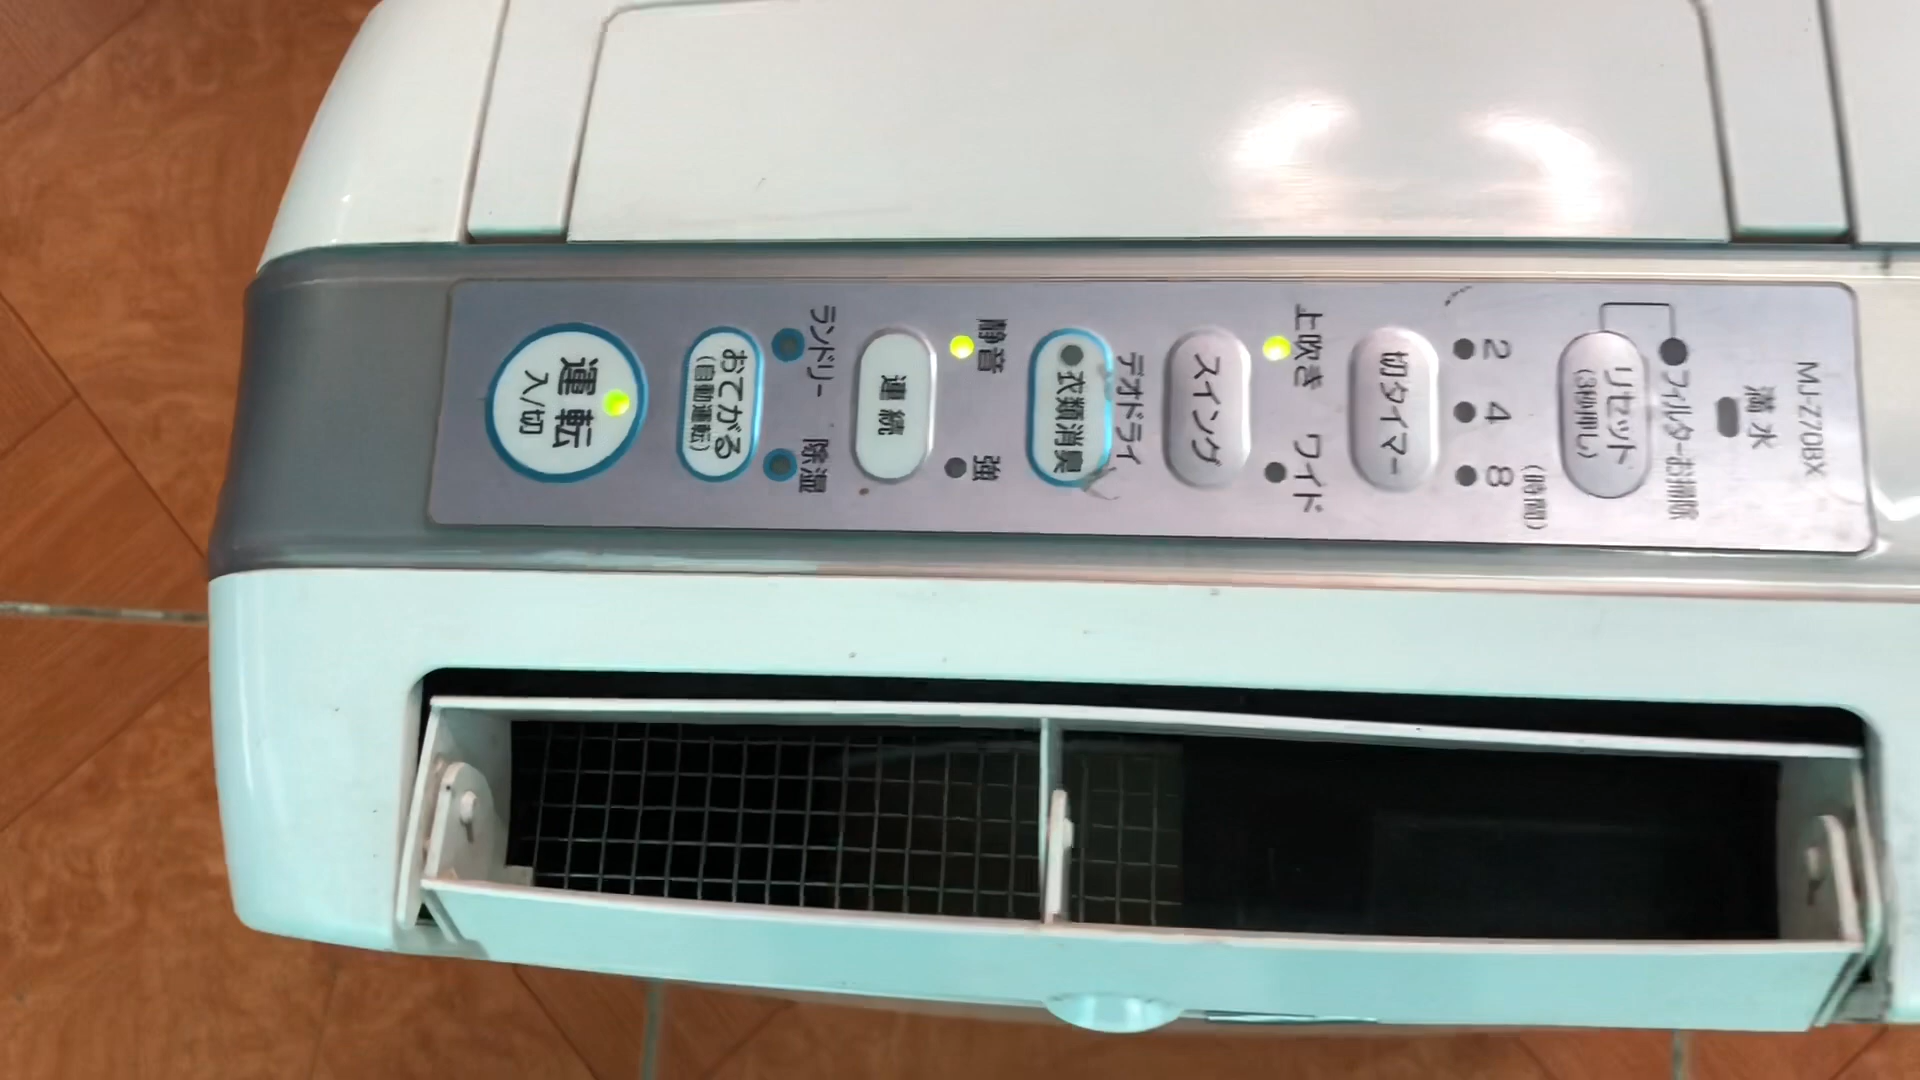 運転
入/切
おてがる
(自動運転)
ランドリー
除湿
連続
静音
強
衣類消臭
デオドライ
スイング
上吹き
ワイド
切タイマー
2
4
8
(時間)
リセット
(3秒押し)
フィルターお掃除
満水
MJ-Z70BX